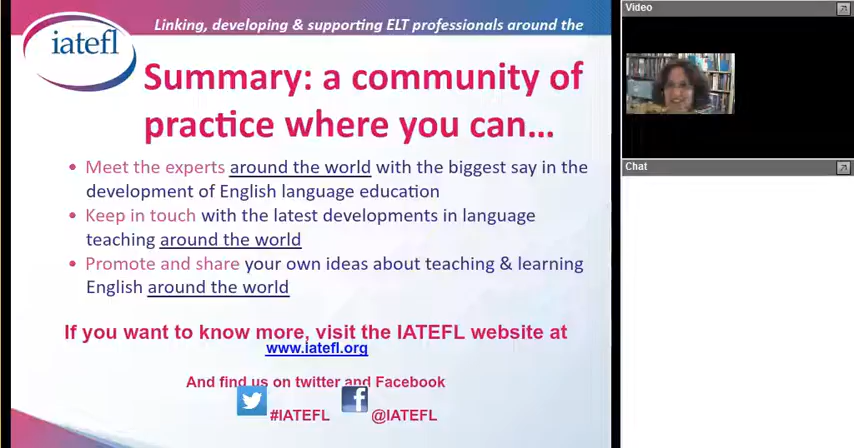 Linking, developing & supporting ELT professionals around the
iatefl
Summary: a community of
practice where you can...
• Meet the experts around the world with the biggest say in the
development of English language education
• Keep in touch with the latest developments in language
teaching around the world
• Promote and share your own ideas about teaching & learning
English around the world
If you want to know more, visit the IATEFL website at
www.iatefl.org
And find us on twitter and Facebook
#IATEFL @IATEFL
Video
Chat